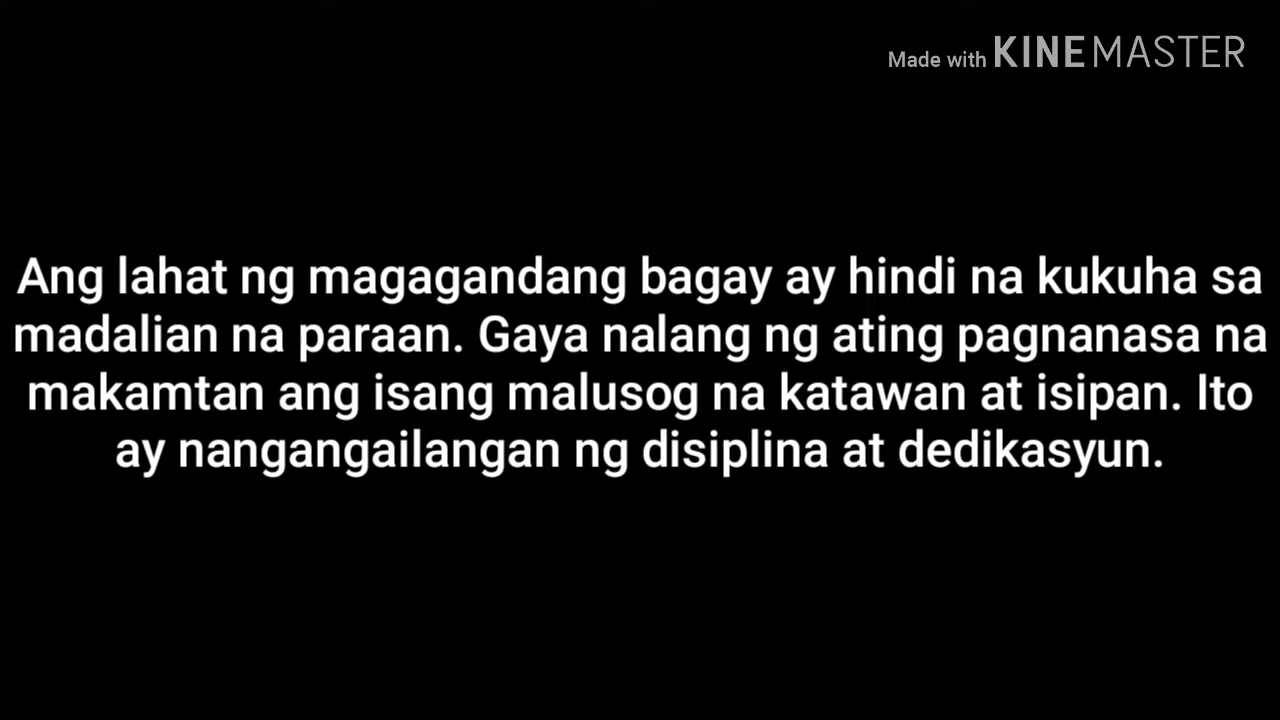 Made with KINEMASTER
Ang lahat ng magagandang bagay ay hindi na kukuha sa
madalian na paraan. Gaya nalang ng ating pagnanasa na
makamtan ang isang malusog na katawan at isipan. Ito
ay nangangailangan ng disiplina at dedikasyun.